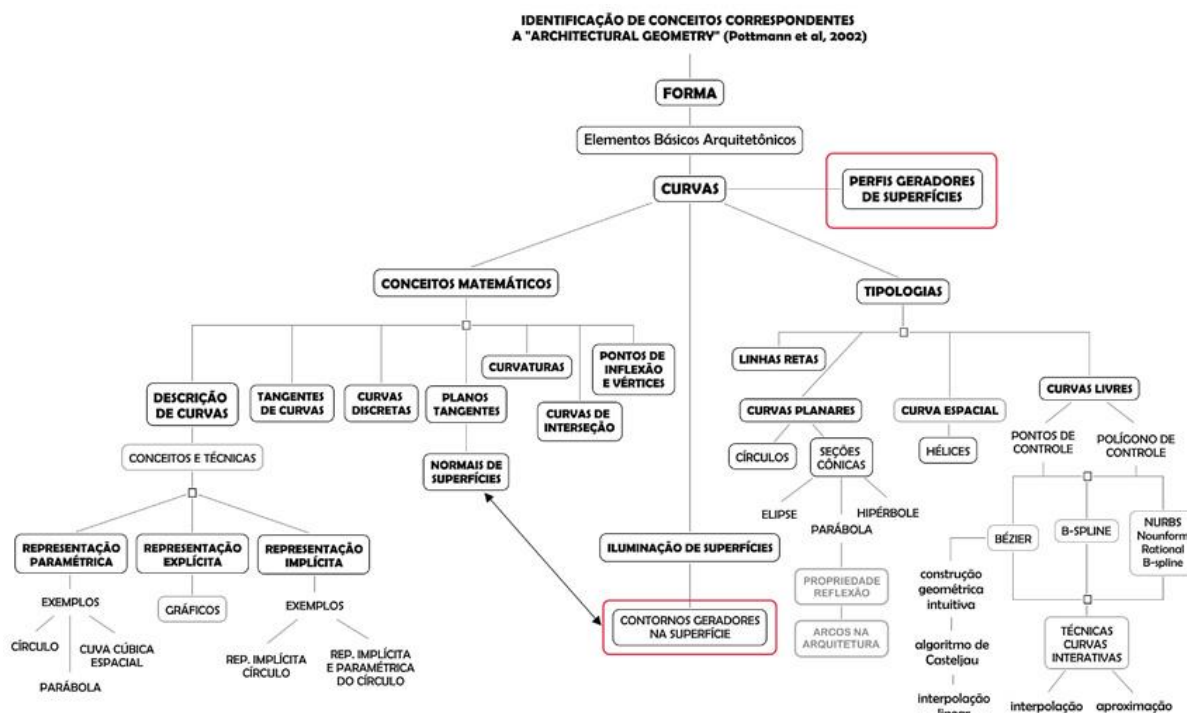 IDENTIFICAÇÃO DE CONCEITOS CORRESPONDENTES
A "ARCHITECTURAL GEOMETRY" (Pottmann et al, 2002)
FORMA
Elementos Básicos Arquitetônicos
CURVAS
PERFIS GERADORES
DE SUPERFÍCIES
CONCEITOS MATEMÁTICOS
TIPOLOGIAS
DESCRIÇÃO
DE CURVAS
TANGENTES
DE CURVAS
CURVAS
DISCRETAS
PLANOS
TANGENTES
CURVATURAS
CURVAS DE
INTERSEÇÃO
PONTOS DE
INFLEXÃO
E VÉRTICES
LINHAS RETAS
CURVAS PLANARES
CURVA ESPACIAL
CURVAS LIVRES
CONCEITOS E TÉCNICAS
NORMAIS DE
SUPERFÍCIES
CÍRCULOS
SEÇÕES
CÔNICAS
HÉLICES
PONTOS DE
CONTROLE
POLÍGONO DE
CONTROLE
ELIPSE
PARÁBOLA
HIPÉRBOLE
REPRESENTAÇÃO
PARAMÉTRICA
REPRESENTAÇÃO
EXPLÍCITA
REPRESENTAÇÃO
IMPLÍCITA
ILUMINAÇÃO DE SUPERFÍCIES
BÉZIER
B-SPLINE
NURBS
Nounform
Rational
B-spline
EXEMPLOS
GRÁFICOS
EXEMPLOS
PROPRIEDADE
REFLEXÃO
construção
geométrica
intuitiva
CÍRCULO
CUVA CÚBICA
ESPACIAL
PARÁBOLA
REP. IMPLÍCITA
CÍRCULO
REP. IMPLÍCITA
E PARAMÉTRICA
DO CÍRCULO
CONTORNOS GERADORES
NA SUPERFÍCIE
ARCOS NA
ARQUITETURA
algoritmo de
Casteljau
TÉCNICAS
CURVAS
INTERATIVAS
interpolação
linear
interpolação
aproximação